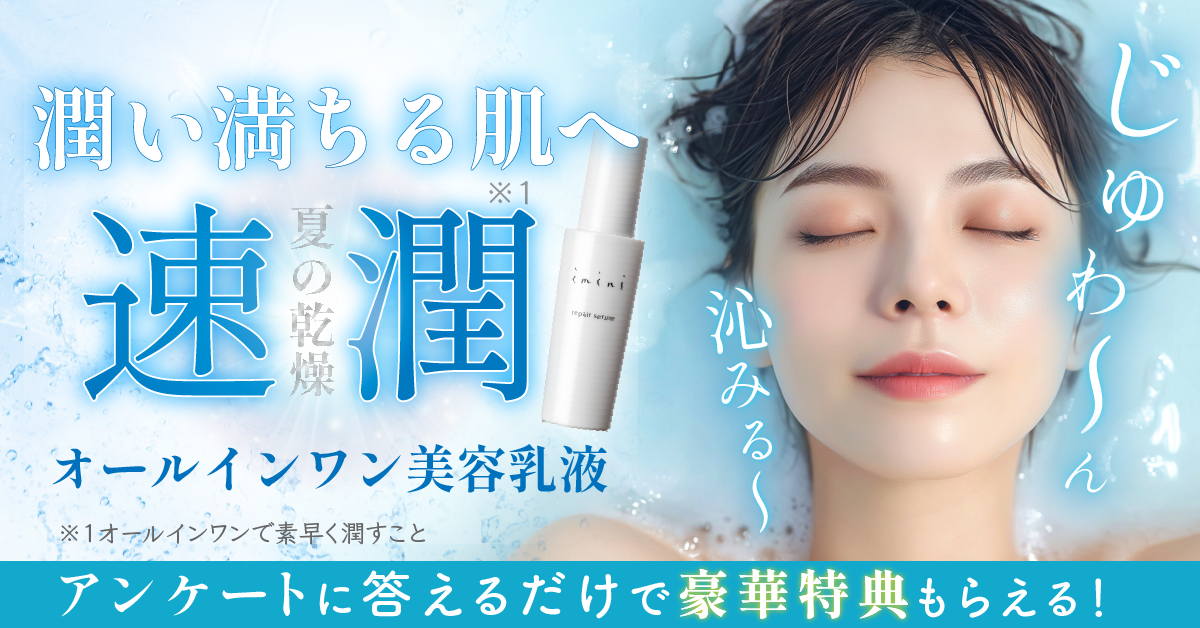 潤い満ちる肌へ
※1
速潤
夏の乾燥
imini
repair serum
オールインワン美容乳液
※1オールインワンで素早く潤すこと
じゅわ〜ん
沁みる〜
アンケートに答えるだけで豪華特典もらえる!